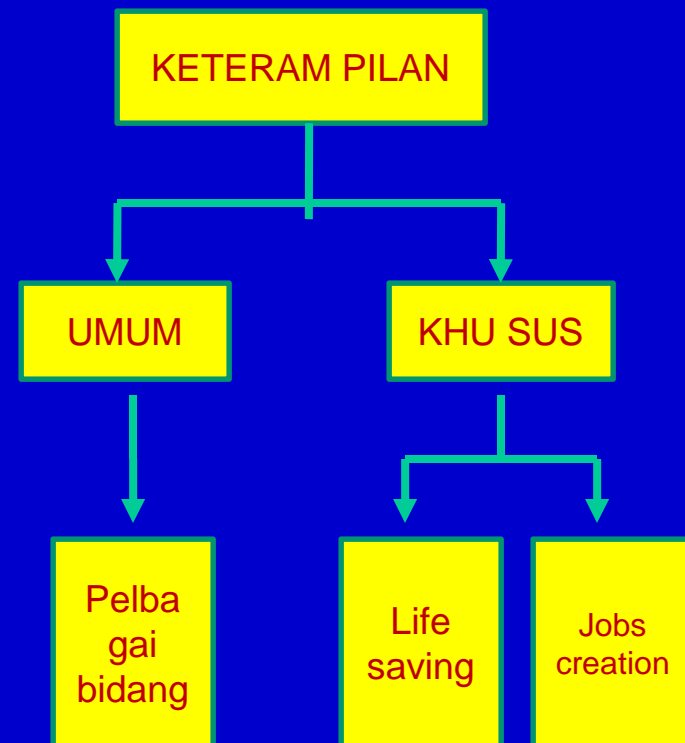 KETERAM PILAN
UMUM
KHU SUS
Pelba
gai
bidang
Life
saving
Jobs
creation